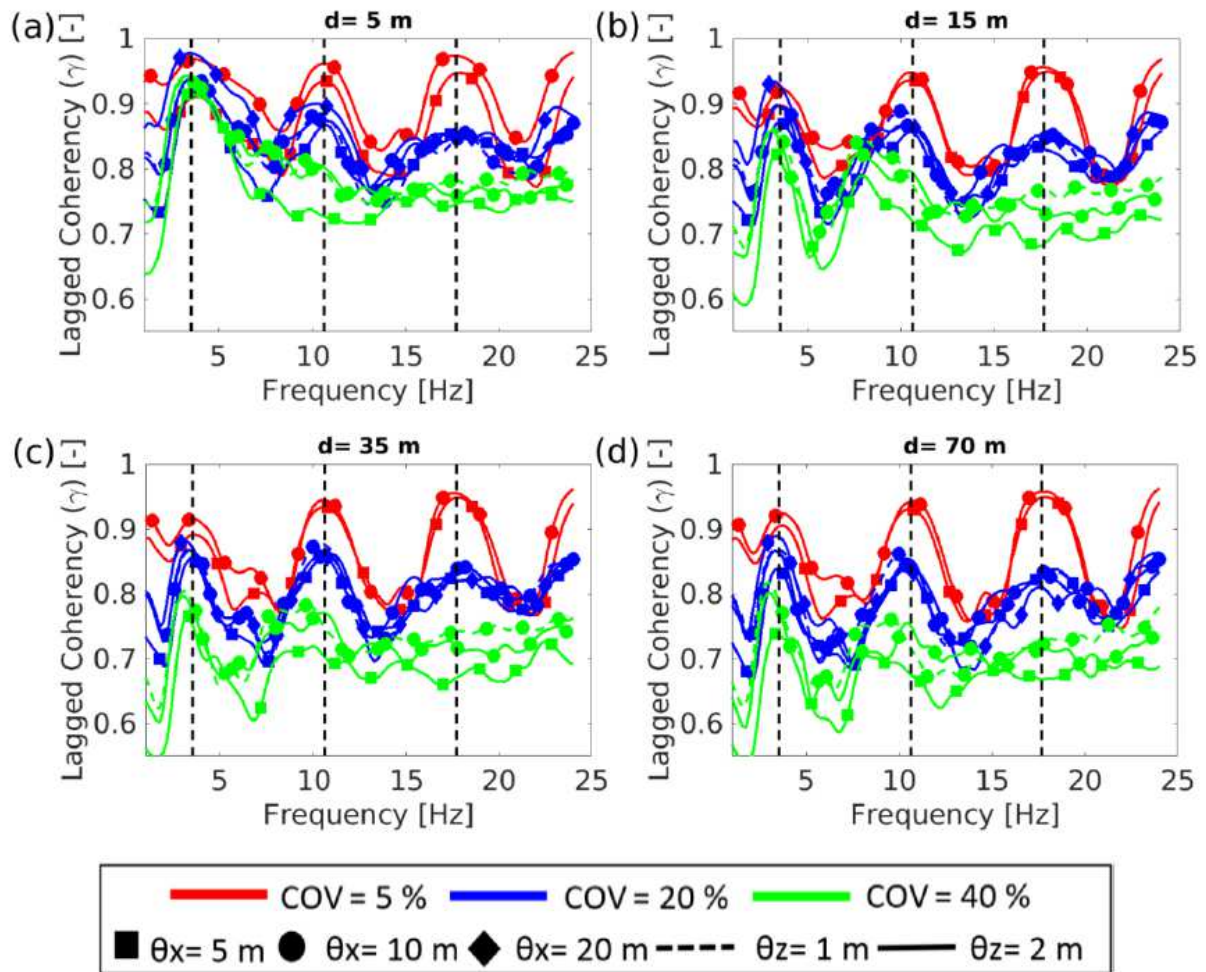 (a) d= 5 m
Lagged Coherency (γ) [-]
1
0.9
0.8
0.7
0.6
5 10 15 20 25
Frequency [Hz]
(b) d= 15 m
Lagged Coherency (γ) [-]
1
0.9
0.8
0.7
0.6
5 10 15 20 25
Frequency [Hz]
(c) d= 35 m
Lagged Coherency (γ) [-]
1
0.9
0.8
0.7
0.6
5 10 15 20 25
Frequency [Hz]
(d) d= 70 m
Lagged Coherency (γ) [-]
1
0.9
0.8
0.7
0.6
5 10 15 20 25
Frequency [Hz]
COV = 5 % COV = 20 % COV = 40 %
θx= 5 m θx= 10 m θx= 20 m θz= 1 m θz= 2 m